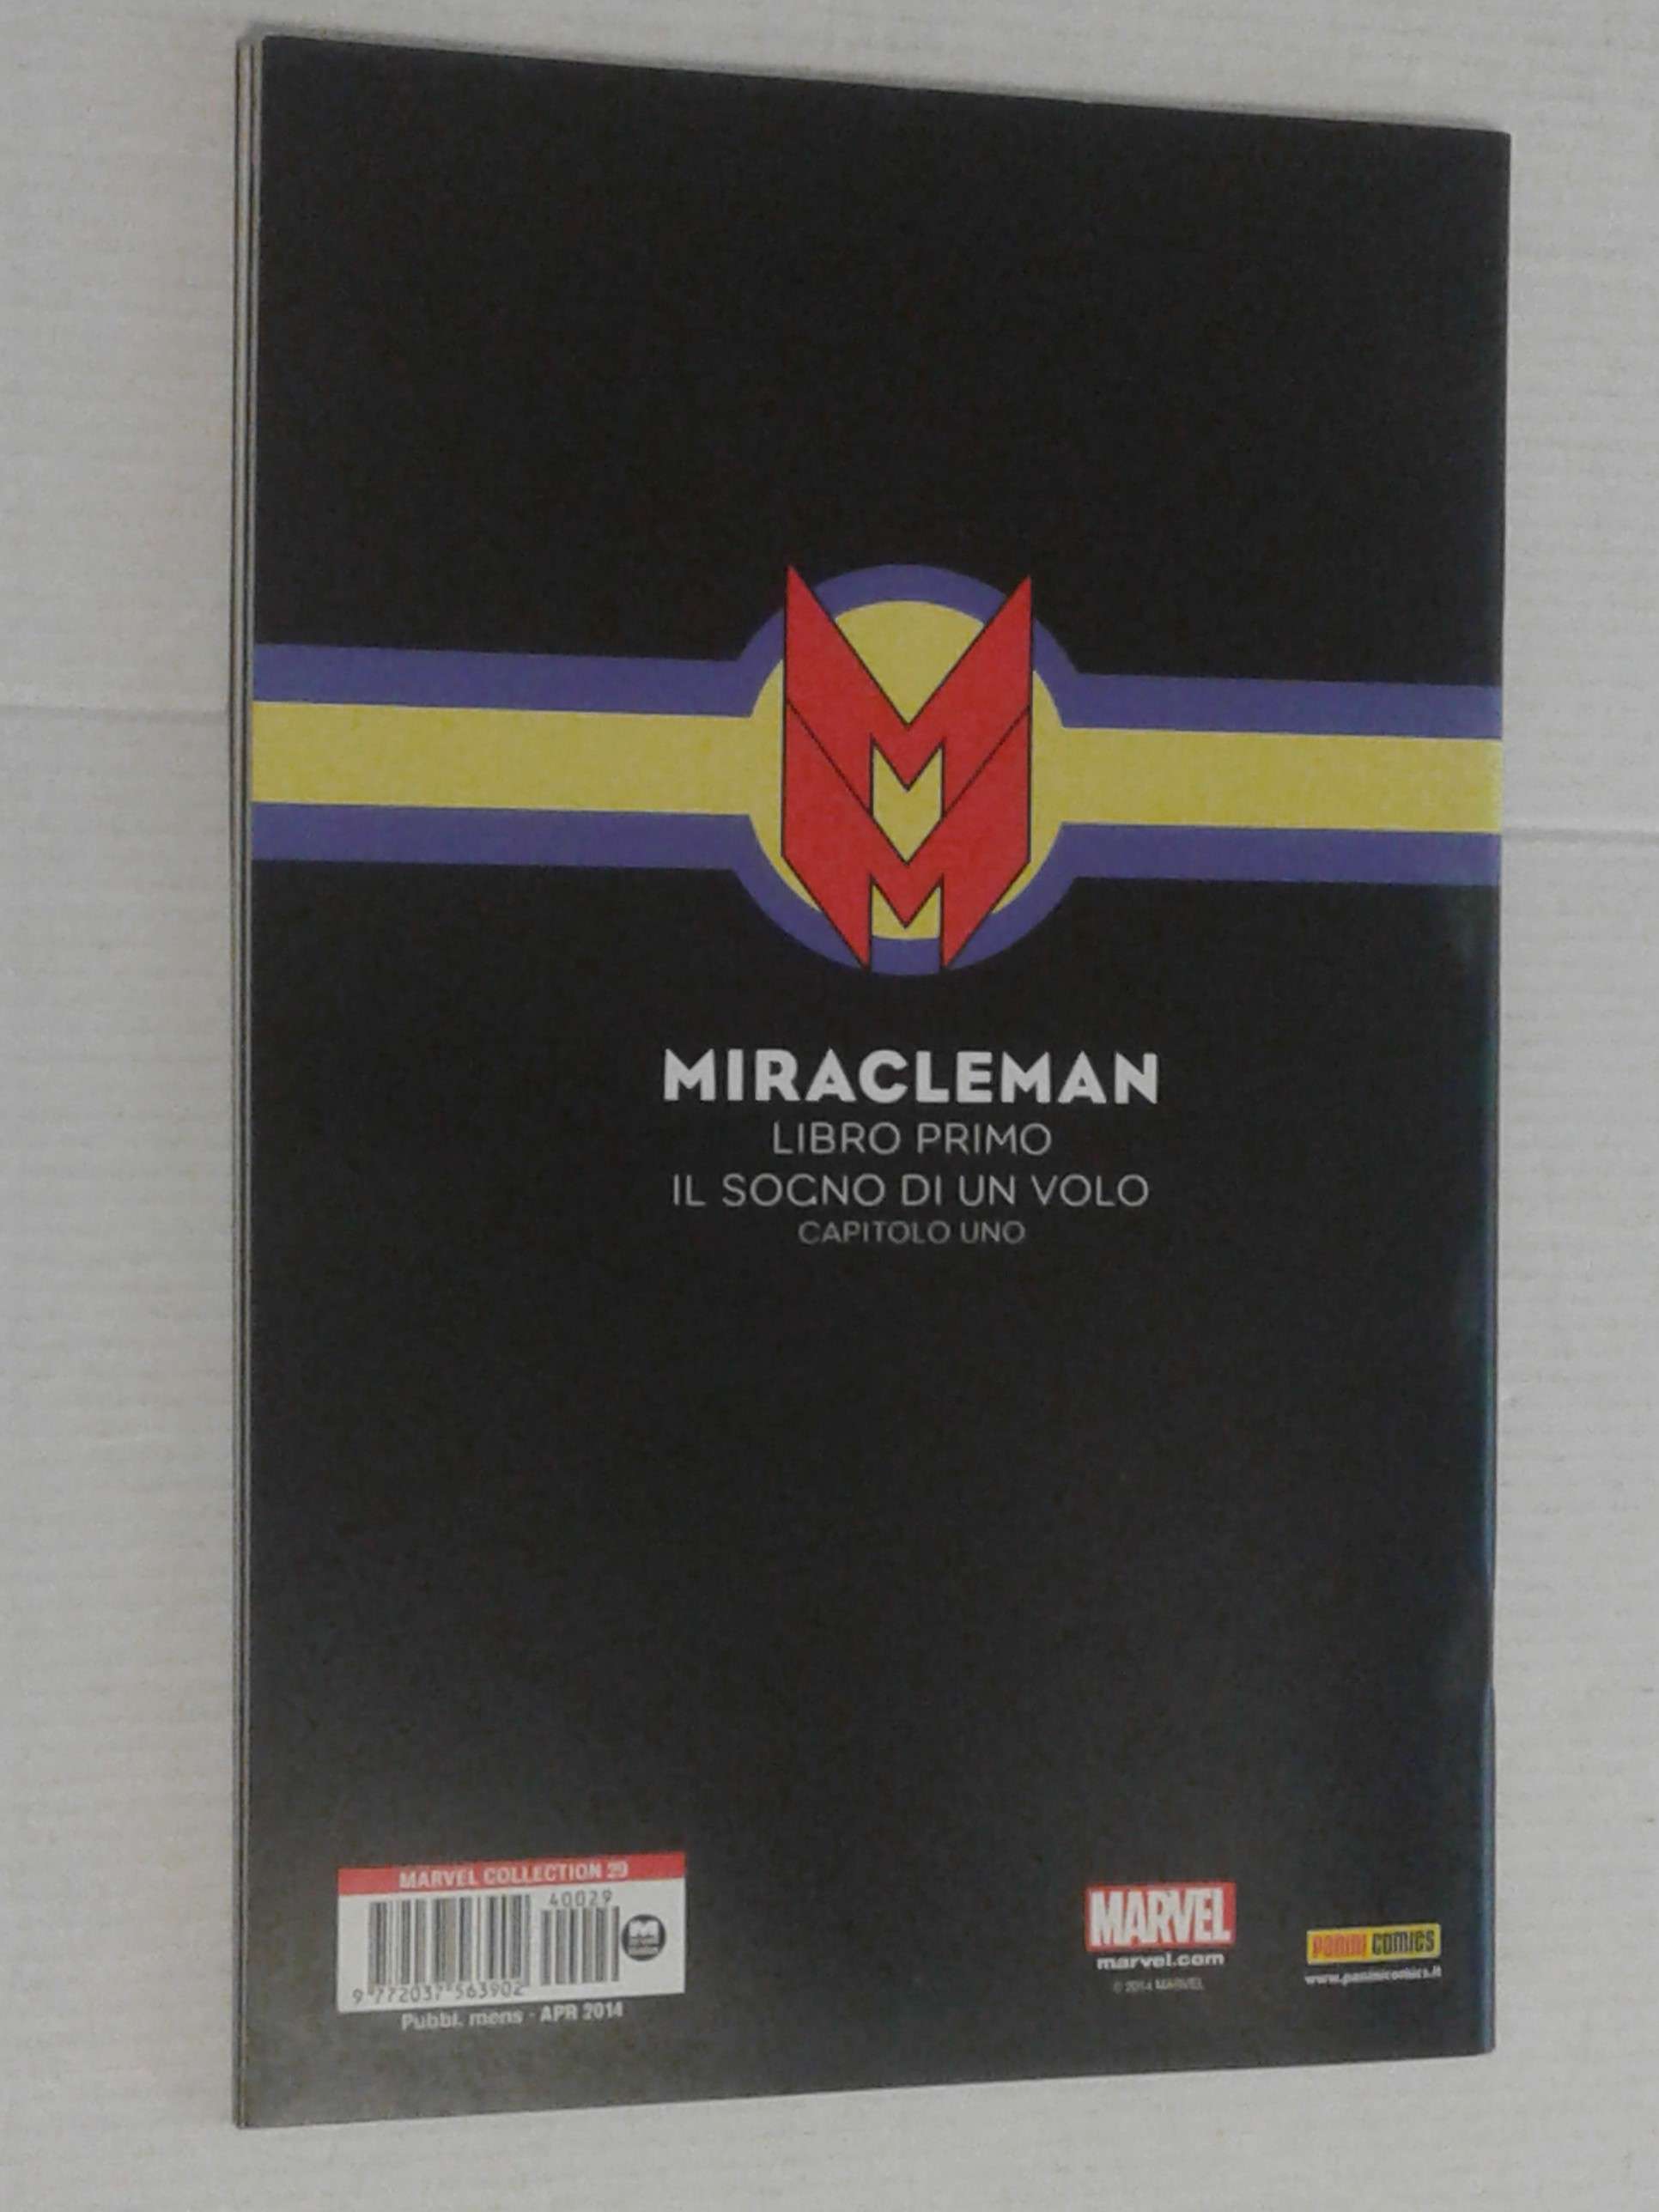 MIRACLEMAN
LIBRO PRIMO
IL SOGNO DI UN VOLO
CAPITOLO UNO
MARVEL COLLECTION 29
40029
9 772037 563902
Pubbl. mens - APR 2014
MARVEL
marvel.com
© 2014 MARVEL
PANINI COMICS
www.paninicomics.it